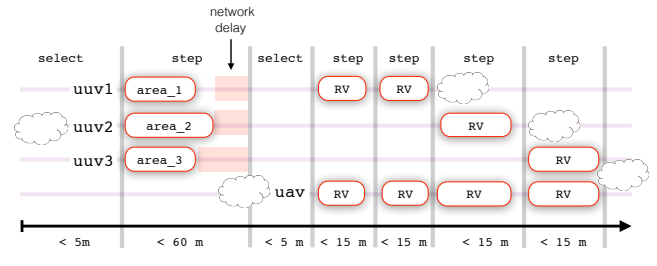 network
delay
select step select step step step step
uuv1 area_1 RV RV
uuv2 area_2 RV
uuv3 area_3 RV
uav RV RV RV RV
< 5m < 60 m < 5 m < 15 m < 15 m < 15 m < 15 m